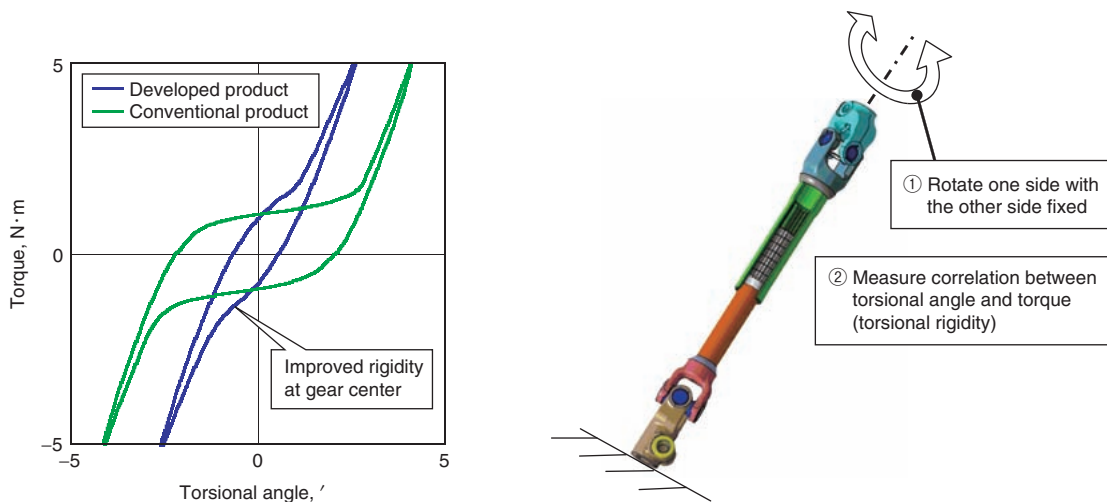 5
Developed product
Conventional product
Torque, N·m
0
Improved rigidity
at gear center
−5
−5
0
5
Torsional angle, ′
① Rotate one side with
the other side fixed
② Measure correlation between
torsional angle and torque
(torsional rigidity)